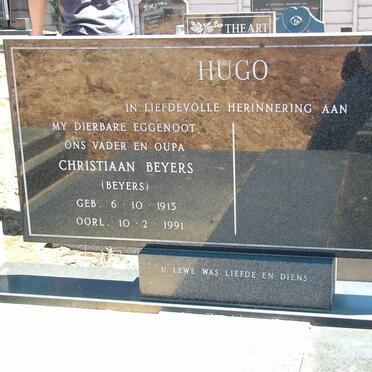 THEART
HUGO
IN LIEFDEVOLLE HERINNERING AAN
MY DIERBARE EGGENOOT
ONS VADER EN OUPA
CHRISTIAAN BEYERS
(BEYERS)
GEB. 6 · 10 · 1915
OORL. 10 · 2 · 1991
U LEWE WAS LIEFDE EN DIENS